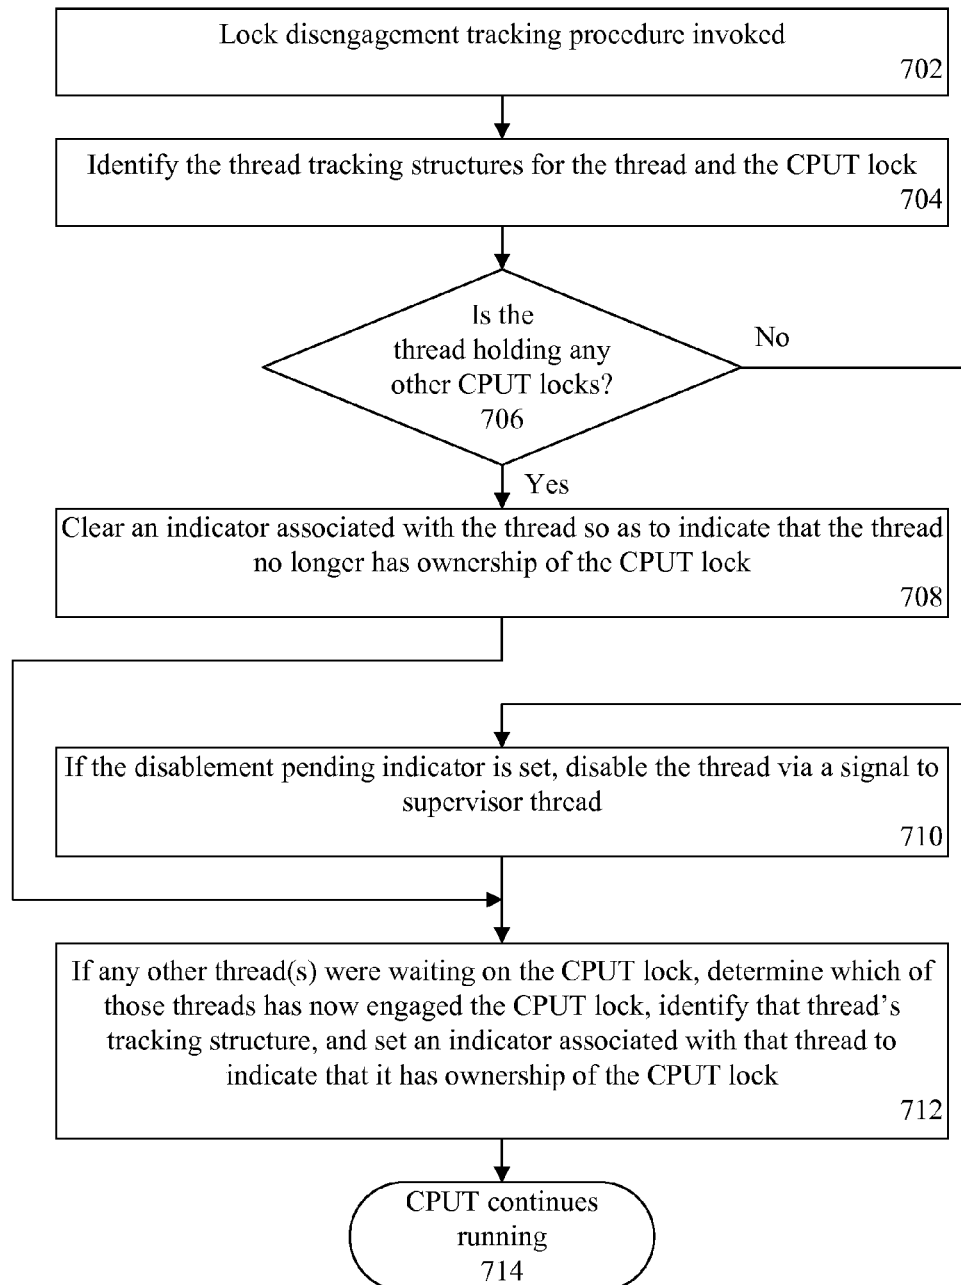 Lock disengagement tracking procedure invoked
702
Identify the thread tracking structures for the thread and the CPUT lock
704
Is the
thread holding any
other CPUT locks?
706
No
Yes
Clear an indicator associated with the thread so as to indicate that the thread
no longer has ownership of the CPUT lock
708
If the disablement pending indicator is set, disable the thread via a signal to
supervisor thread
710
If any other thread(s) were waiting on the CPUT lock, determine which of
those threads has now engaged the CPUT lock, identify that thread's
tracking structure, and set an indicator associated with that thread to
indicate that it has ownership of the CPUT lock
712
CPUT continues
running
714